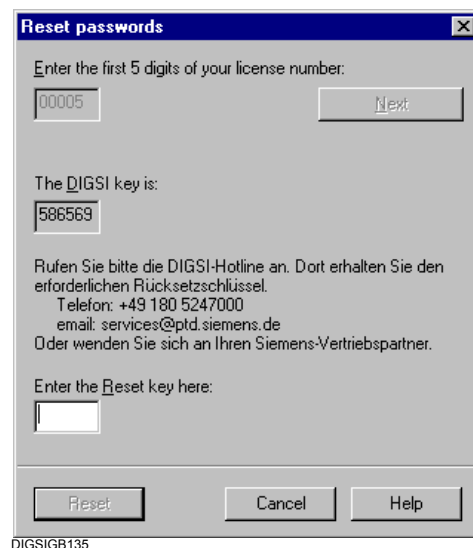 Reset passwords
Enter the first 5 digits of your license number:
00005
Next
The DIGSI key is:
586569
Rufen Sie bitte die DIGSI-Hotline an. Dort erhalten Sie den
erforderlichen Rücksetzschlüssel.
Telefon: +49 180 5247000
email: services@ptd.siemens.de
Oder wenden Sie sich an Ihren Siemens-Vertriebspartner.
Enter the Reset key here:
Reset
Cancel
Help
DIGSIGB135